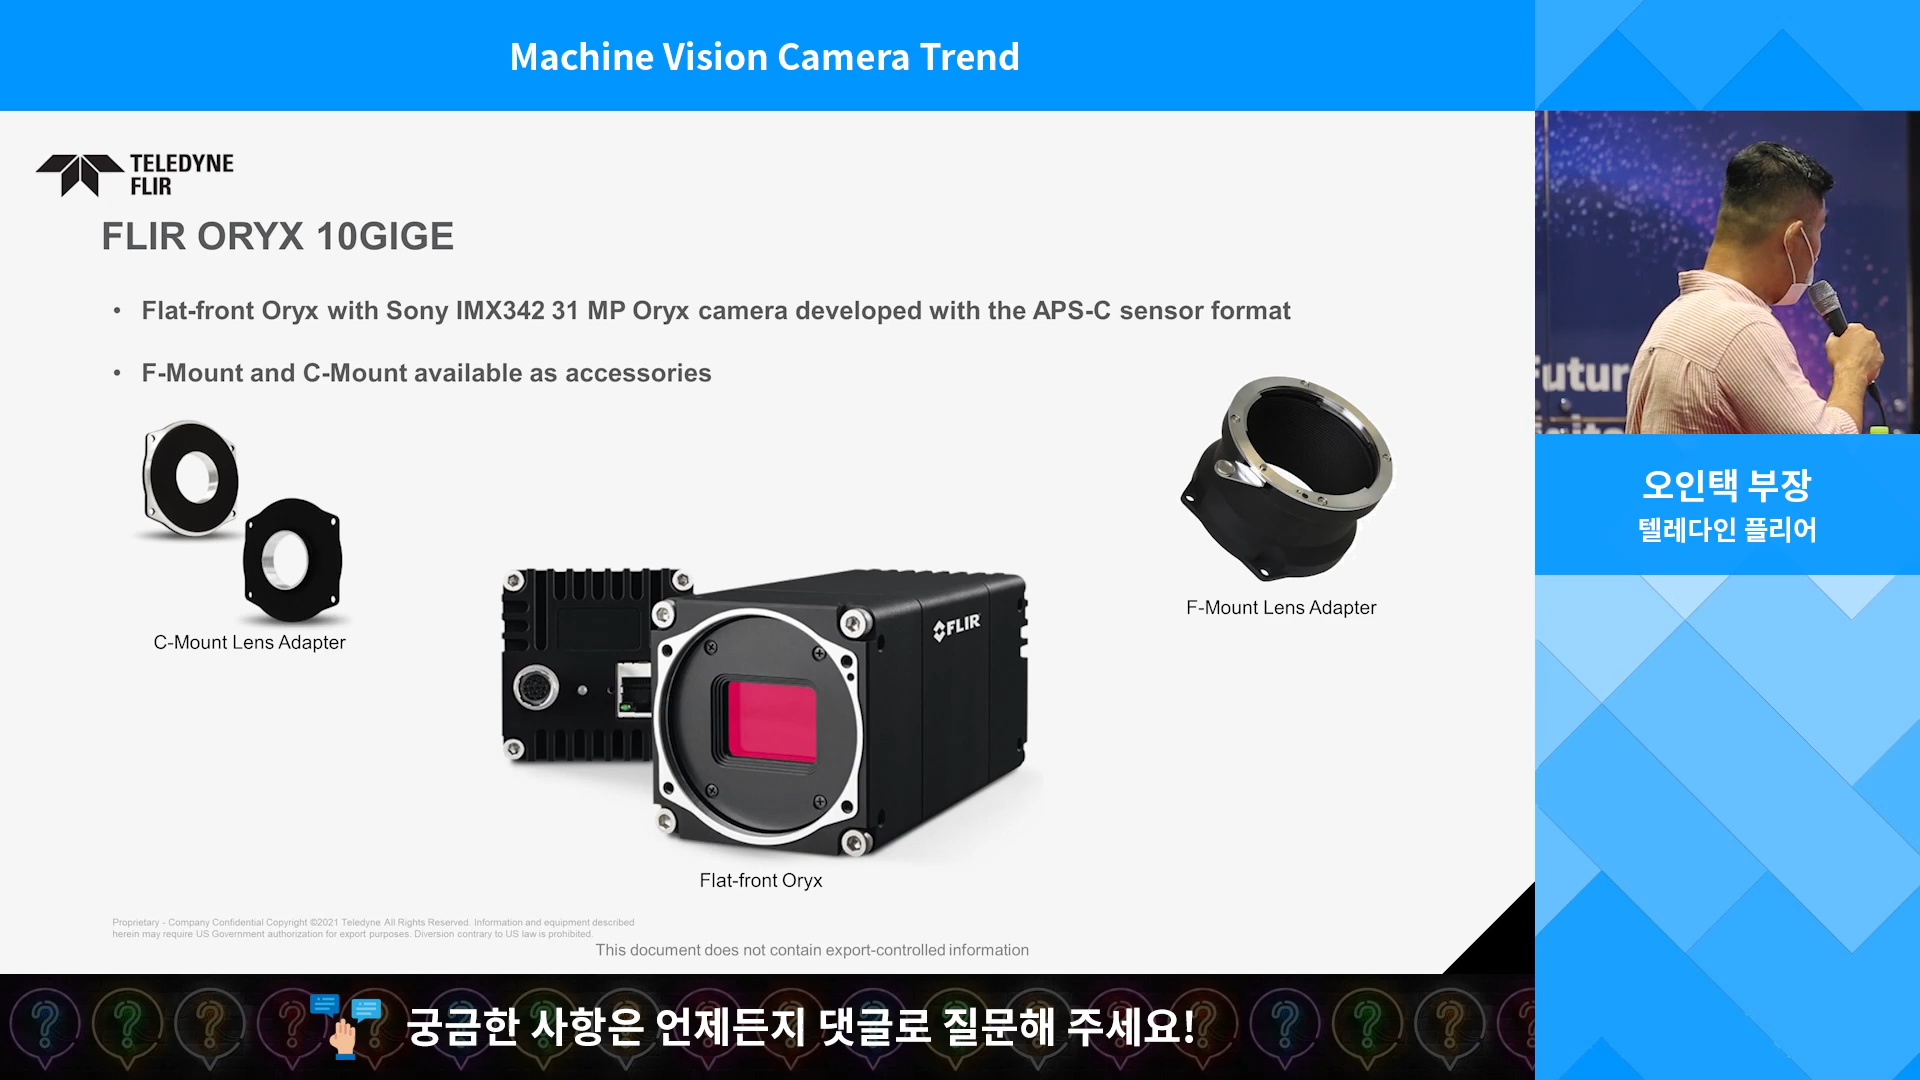 Machine Vision Camera Trend
TELEDYNE
FLIR
FLIR ORYX 10GIGE
• Flat-front Oryx with Sony IMX342 31 MP Oryx camera developed with the APS-C sensor format
• F-Mount and C-Mount available as accessories
C-Mount Lens Adapter
FLIR
F-Mount Lens Adapter
Flat-front Oryx
Proprietary - Company Confidential Copyright ©2021 Teledyne All Rights Reserved. Information and equipment described
herein may require US Government authorization for export purposes. Diversion contrary to US law is prohibited.
This document does not contain export-controlled information
오인택 부장
텔레다인 플리어
궁금한 사항은 언제든지 댓글로 질문해 주세요!